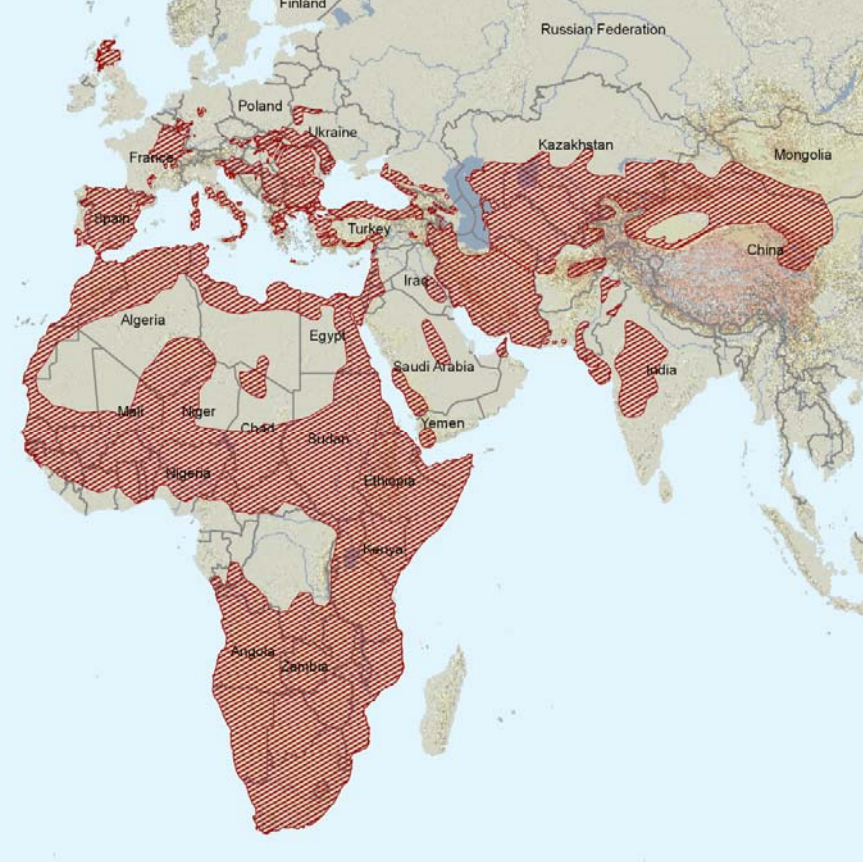 Finland
Russian Federation
Poland
Ukraine
Kazakhstan
France
Mongolia
Spain
Turkey
China
Iraq
Algeria
Egypt
Saudi Arabia
India
Mali
Niger
Chad
Yemen
Sudan
Nigeria
Ethiopia
Kenya
Angola
Zambia